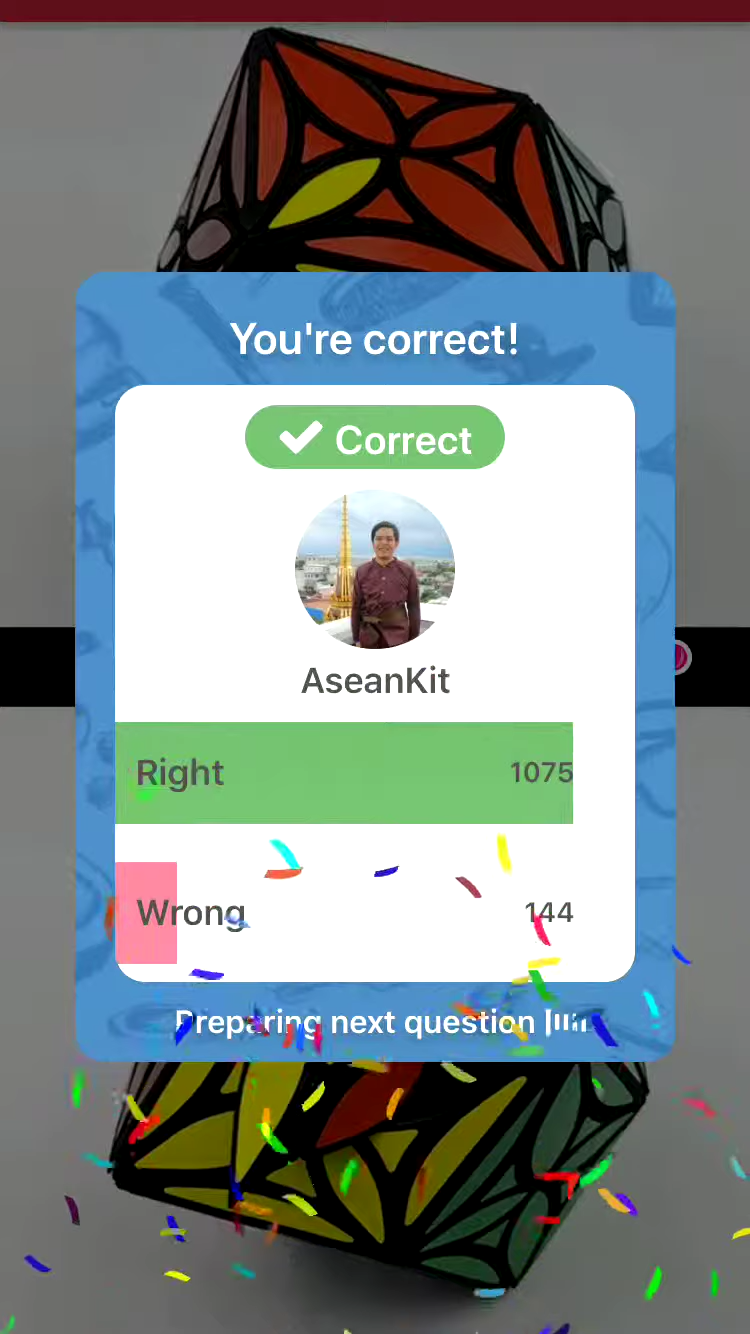 You're correct!
Correct
AseanKit
Right 1075
Wrong 144
Preparing next question